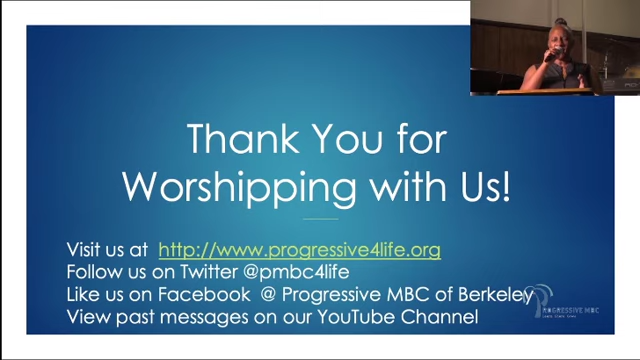 Thank You for
Worshipping with Us!
Visit us at http://www.progressive4life.org
Follow us on Twitter @pmbc4life
Like us on Facebook @ Progressive MBC of Berkeley
View past messages on our YouTube Channel
PROGRESSIVE MBC